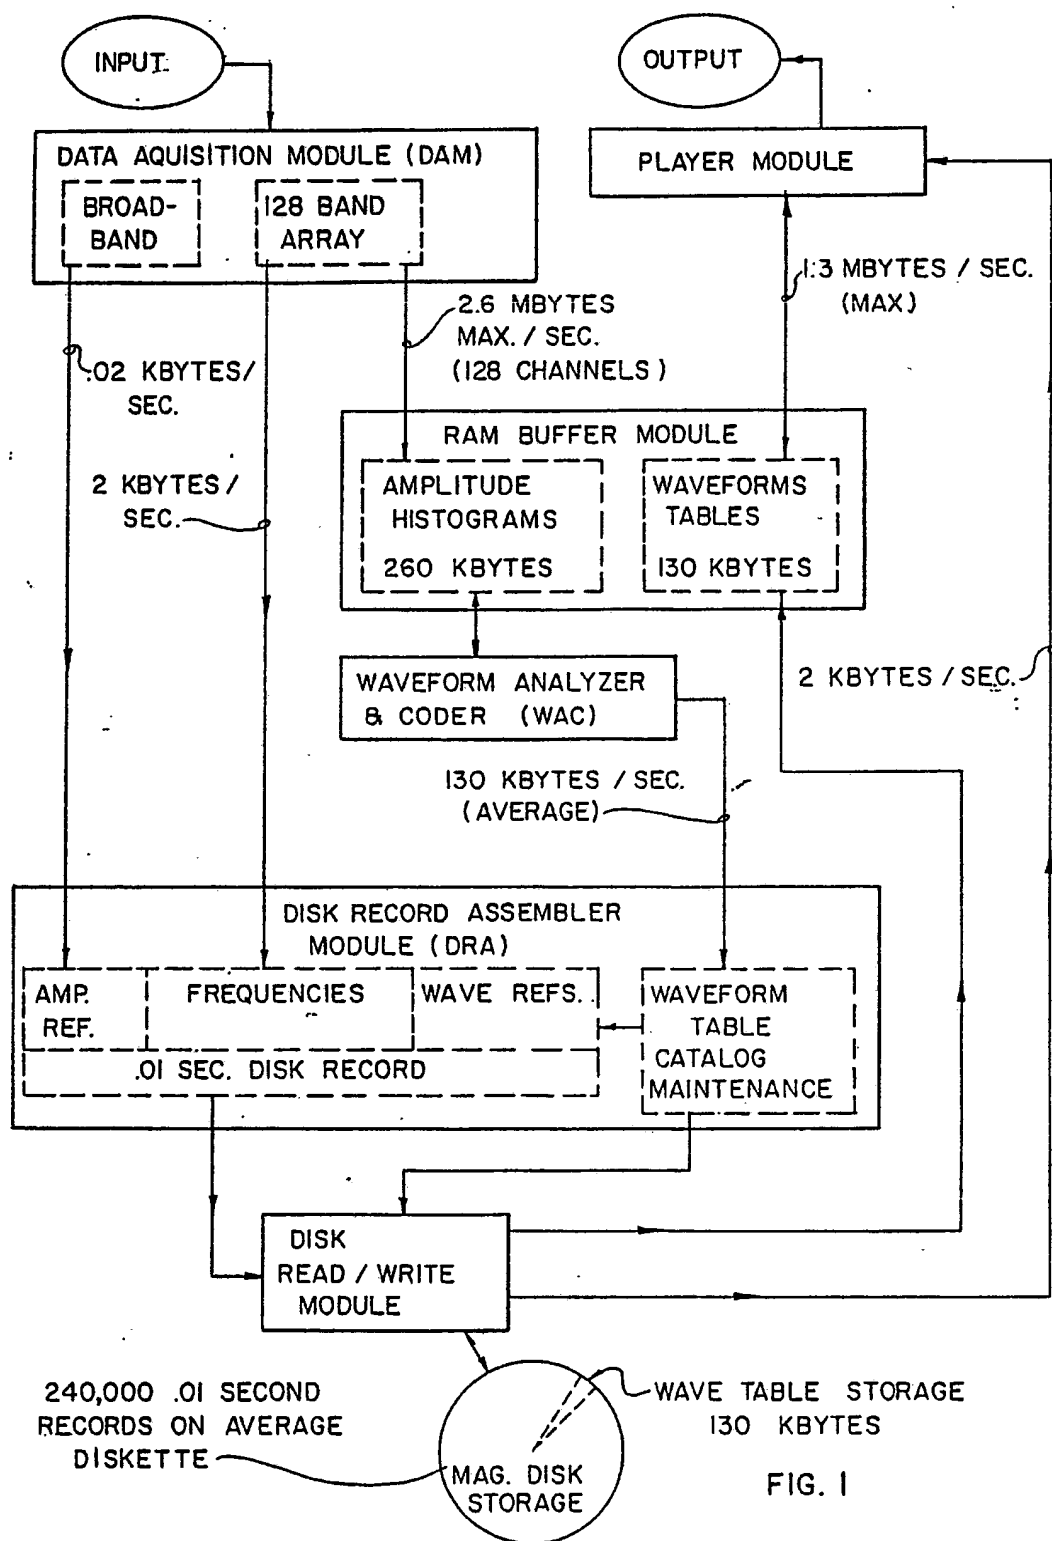 INPUT
OUTPUT
DATA AQUISITION MODULE (DAM)
BROAD-
BAND
128 BAND
ARRAY
PLAYER MODULE
1.3 MBYTES / SEC.
(MAX.)
2.6 MBYTES
MAX. / SEC.
(128 CHANNELS)
.02 KBYTES/
SEC.
RAM BUFFER MODULE
AMPLITUDE
HISTOGRAMS
260 KBYTES
WAVEFORMS
TABLES
130 KBYTES
2 KBYTES /
SEC.
WAVEFORM ANALYZER
& CODER (WAC)
2 KBYTES / SEC.
130 KBYTES / SEC.
(AVERAGE)
DISK RECORD ASSEMBLER
MODULE (DRA)
AMP.
REF.
FREQUENCIES
WAVE REFS.
.01 SEC. DISK RECORD
WAVEFORM
TABLE
CATALOG
MAINTENANCE
DISK
READ / WRITE
MODULE
240,000 .01 SECOND
RECORDS ON AVERAGE
DISKETTE
WAVE TABLE STORAGE
130 KBYTES
MAG. DISK
STORAGE
FIG. 1